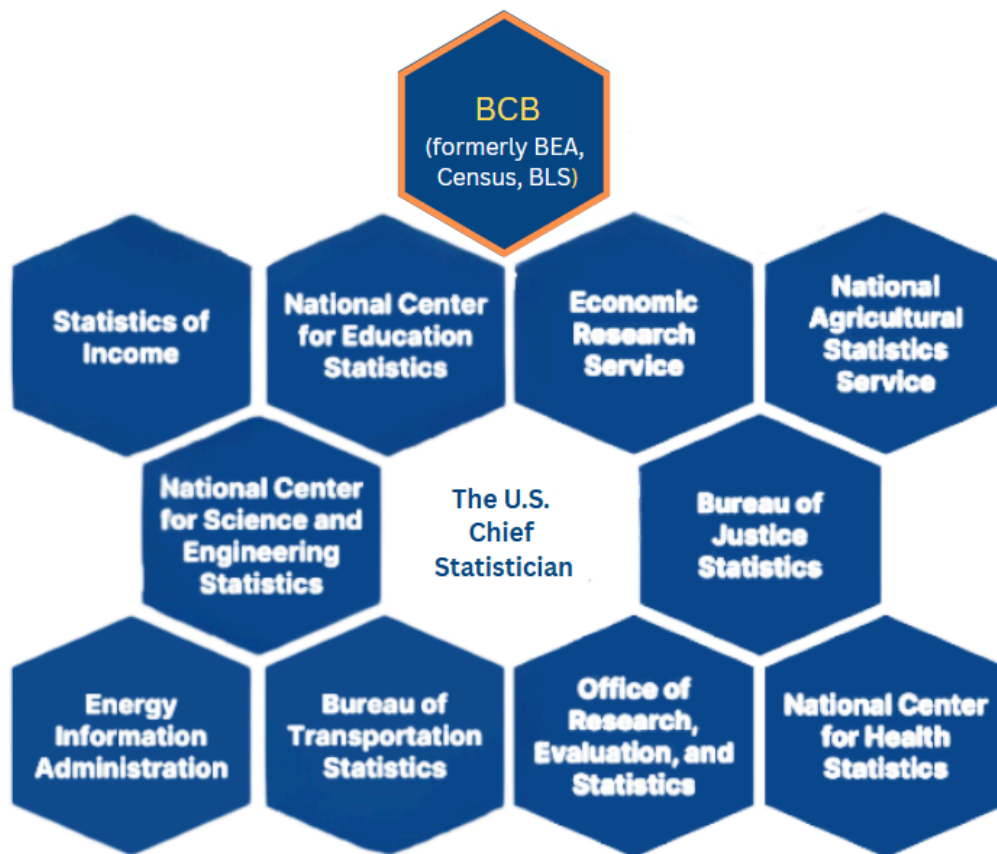 BCB
(formerly BEA,
Census, BLS)
Statistics of
Income
National Center
for Education
Statistics
Economic
Research
Service
National
Agricultural
Statistics
Service
National Center
for Science and
Engineering
Statistics
The U.S.
Chief
Statistician
Bureau of
Justice
Statistics
Energy
Information
Administration
Bureau of
Transportation
Statistics
Office of
Research,
Evaluation, and
Statistics
National Center
for Health
Statistics